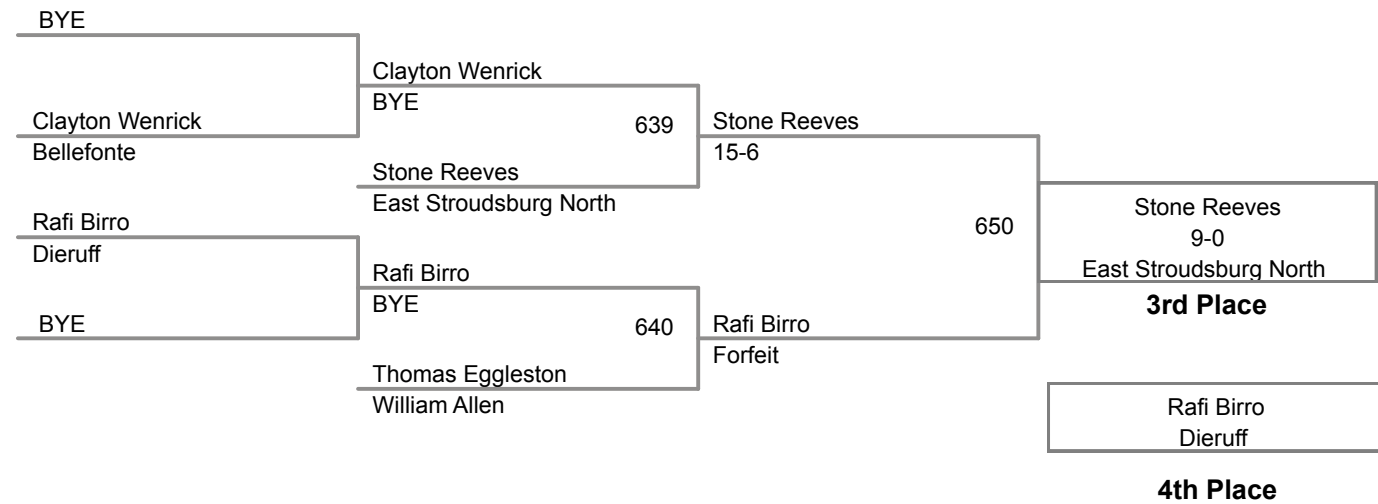 BYE
Clayton Wenrick
BYE
Clayton Wenrick
Bellefonte
639
Stone Reeves
15-6
Stone Reeves
East Stroudsburg North
Rafi Birro
Dieruff
650
Stone Reeves
9-0
East Stroudsburg North
3rd Place
Rafi Birro
BYE
BYE
640
Rafi Birro
Forfeit
Thomas Eggleston
William Allen
Rafi Birro
Dieruff
4th Place